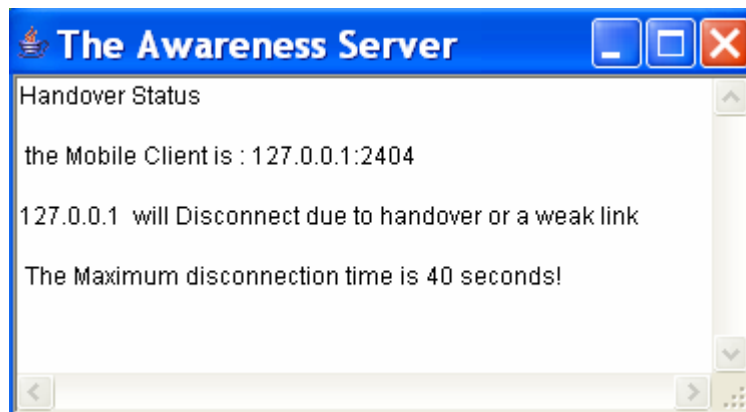 The Awareness Server
Handover Status
the Mobile Client is : 127.0.0.1:2404
127.0.0.1 will Disconnect due to handover or a weak link
The Maximum disconnection time is 40 seconds!